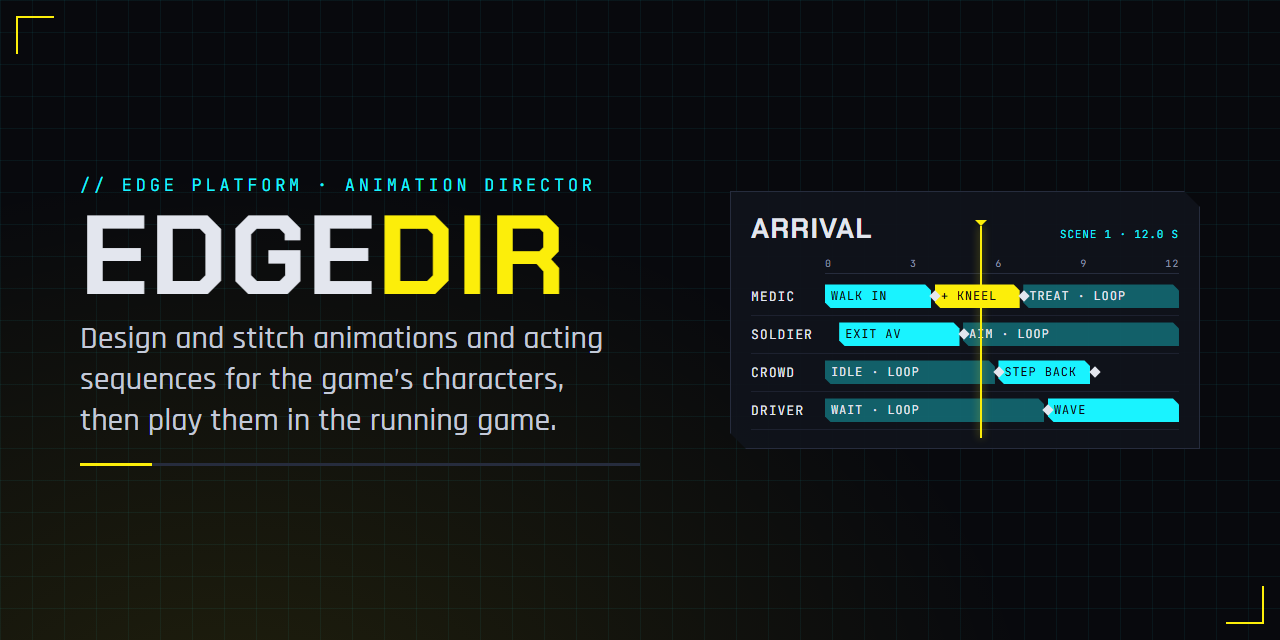 // EDGE PLATFORM · ANIMATION DIRECTOR
EDGEDIR
Design and stitch animations and acting
sequences for the game's characters,
then play them in the running game.
ARRIVAL
SCENE 1 · 12.0 S
0 3 6 9 12
MEDIC WALK IN + KNEEL TREAT · LOOP
SOLDIER EXIT AV AIM · LOOP
CROWD IDLE · LOOP STEP BACK
DRIVER WAIT · LOOP WAVE